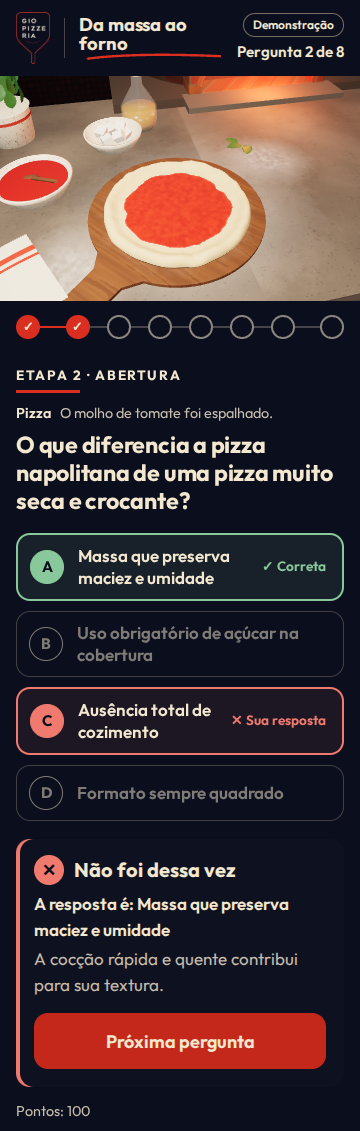 GIO
PIZZE
RIA
Da massa ao
forno
Demonstração
Pergunta 2 de 8
✓ ✓
ETAPA 2 · ABERTURA
Pizza O molho de tomate foi espalhado.
O que diferencia a pizza
napolitana de uma pizza muito
seca e crocante?
A Massa que preserva
maciez e umidade
✓ Correta
B Uso obrigatório de açúcar na
cobertura
C Ausência total de
cozimento
✕ Sua resposta
D Formato sempre quadrado
✕ Não foi dessa vez
A resposta é: Massa que preserva
maciez e umidade
A cocção rápida e quente contribui
para sua textura.
Próxima pergunta
Pontos: 100